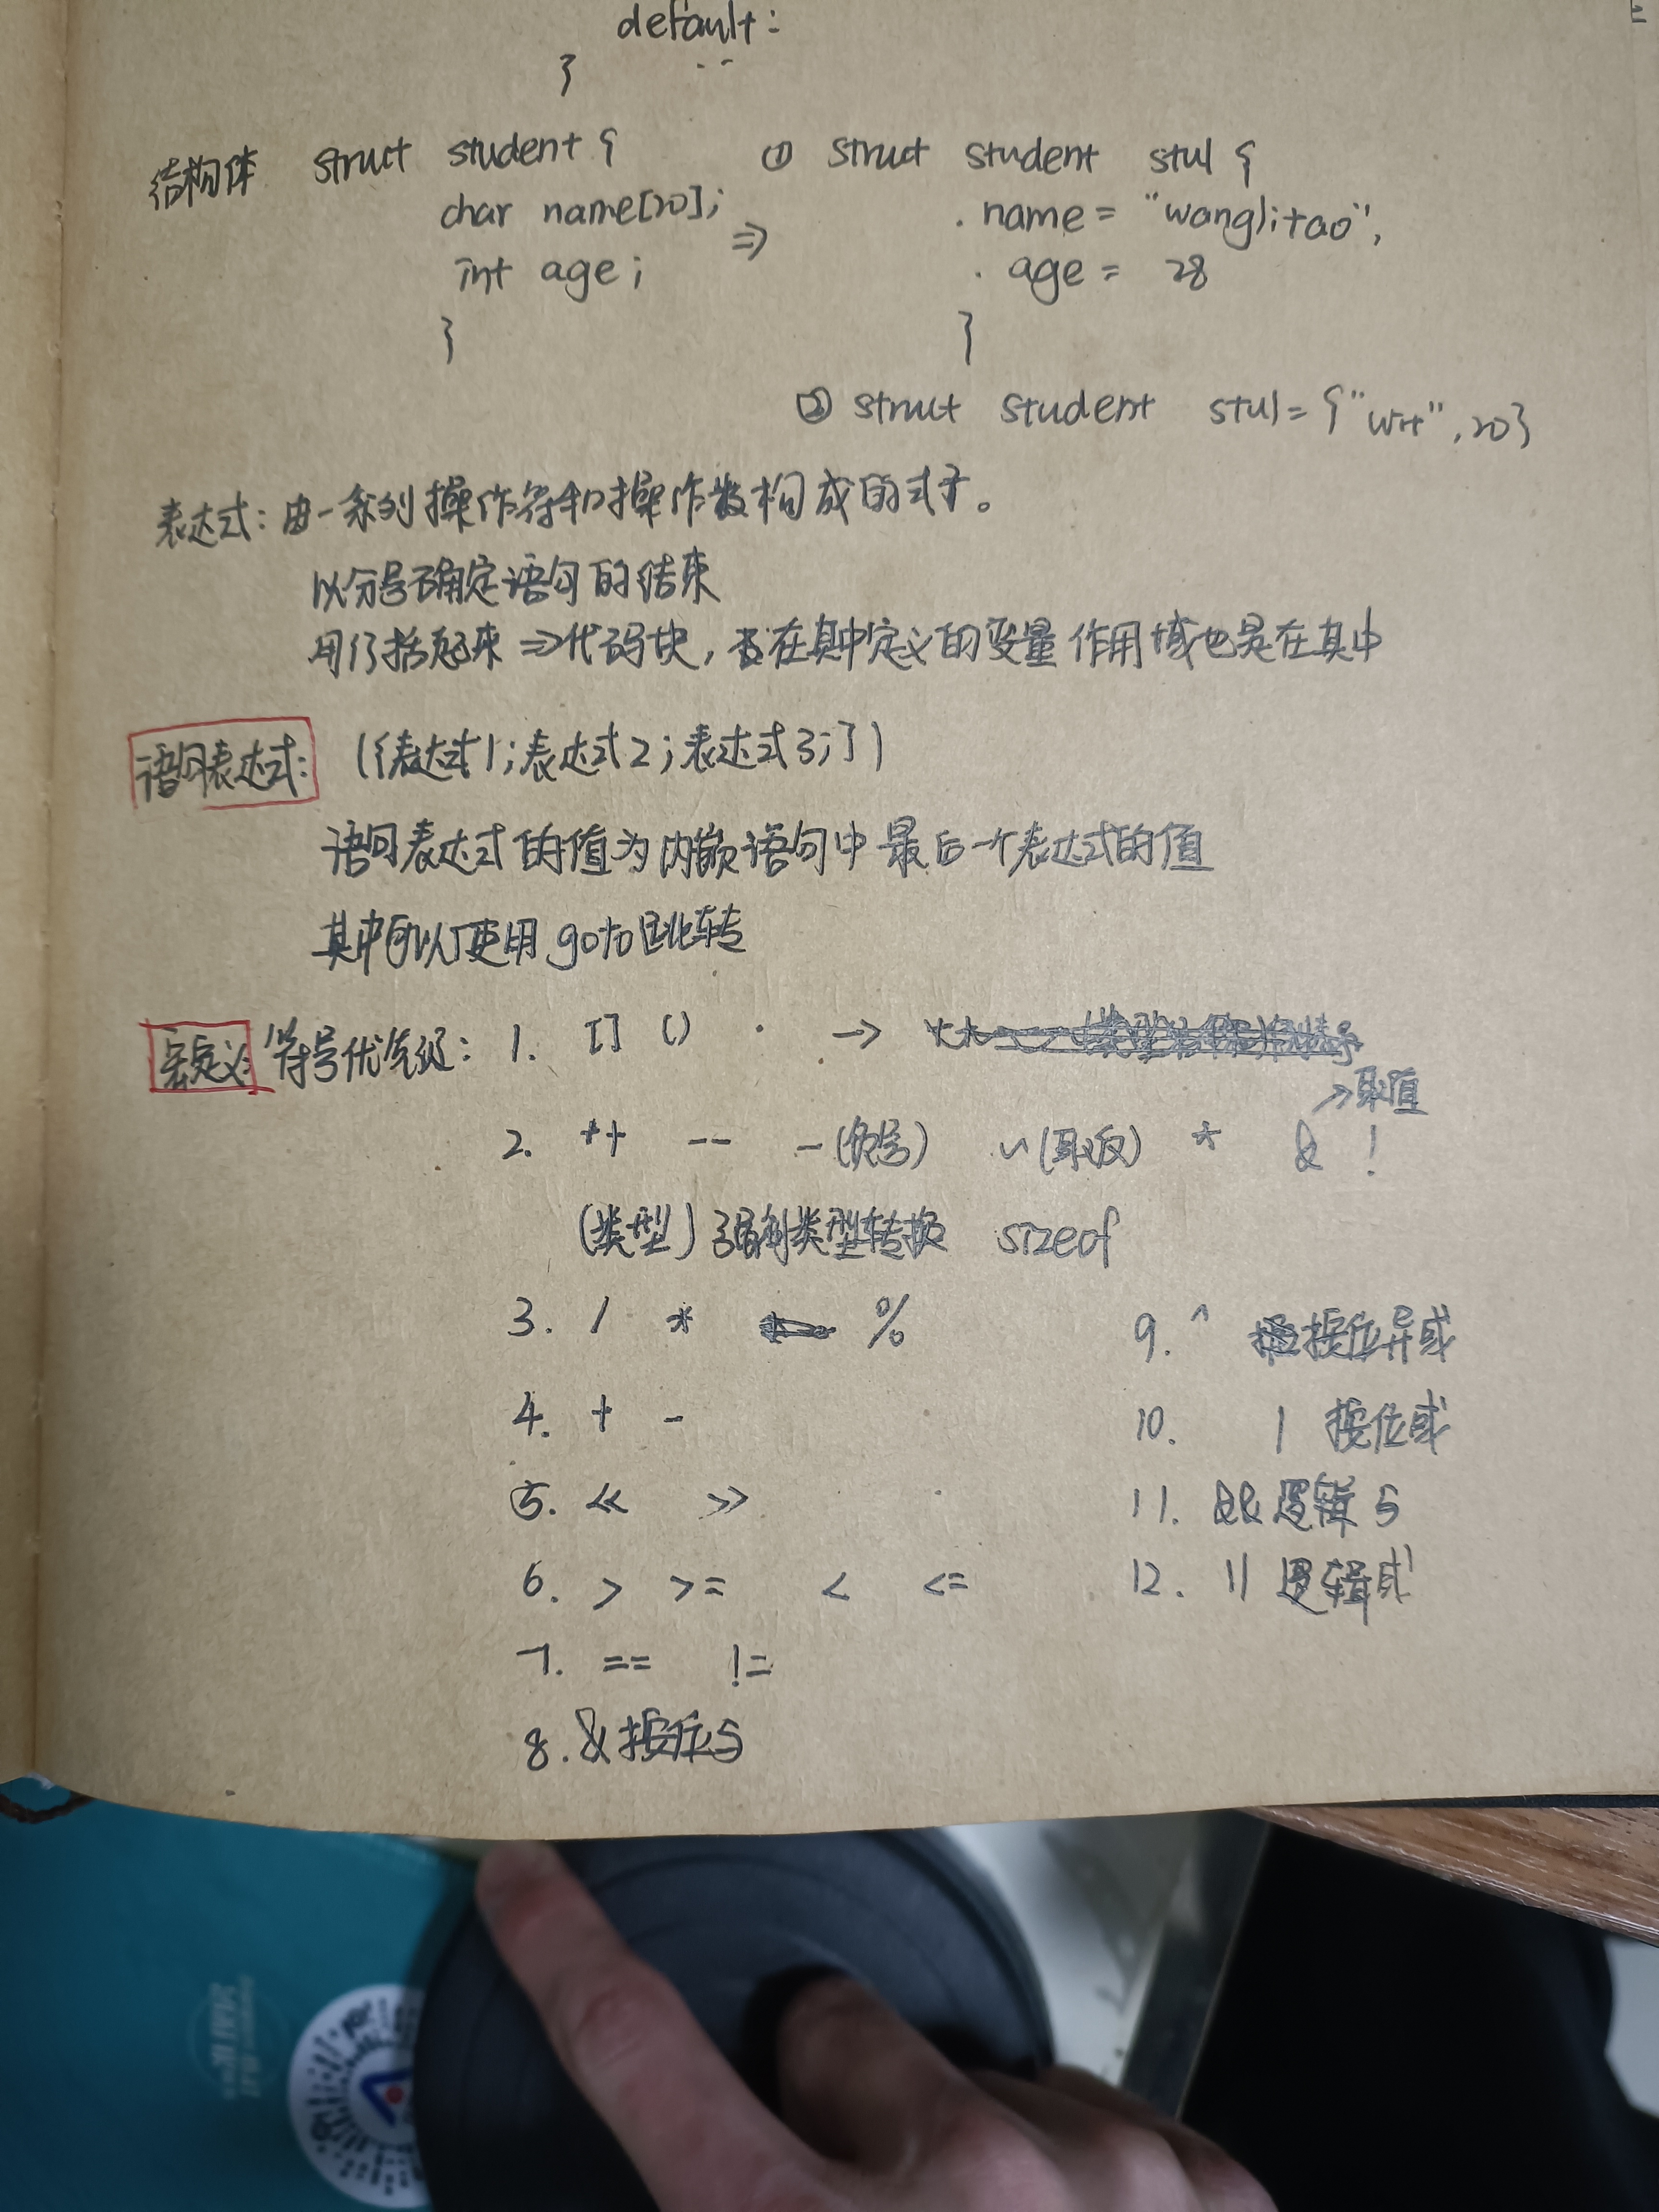 default:
}
结构体 struct student { ① struct student stu1 {
char name[20]; ⇒ .name = "wanglitao",
int age; .age = 28
} }
② struct student stu1={"wlt",20}
表达式:由一系列操作符和操作数构成的式子。
以分号确定语句的结束
用{}括起来⇒代码块,在其中定义的变量作用域也是在其中
语句表达式: ({表达式1;表达式2;表达式3;})
语句表达式的值为内嵌语句中最后一个表达式的值
其中可以使用goto跳转
宏定义: 符号优先级: 1. [] () . ->
→取值
2. ++ -- -(负号) ~(取反) * & !
(类型)强制类型转换 sizeof
3. / * % 9. ^ 按位异或
4. + - 10. | 按位或
5. << >> 11. && 逻辑与
6. > >= < <= 12. || 逻辑或
7. == !=
8. & 按位与